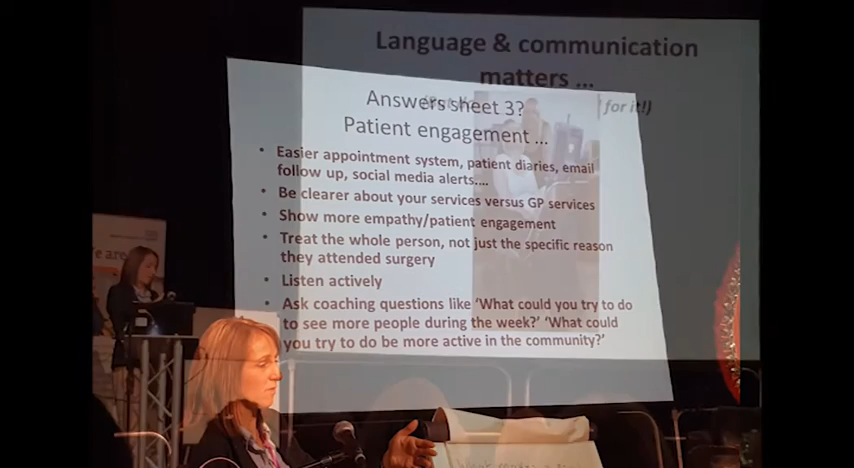 Language & communication
matters ...
for it!)
Answers sheet 3?
Patient engagement ...
• Easier appointment system, patient diaries, email
follow up, social media alerts....
• Be clearer about your services versus GP services
• Show more empathy/patient engagement
• Treat the whole person, not just the specific reason
they attended surgery
• Listen actively
• Ask coaching questions like ‘What could you try to do
to see more people during the week?’ ‘What could
you try to do be more active in the community?’